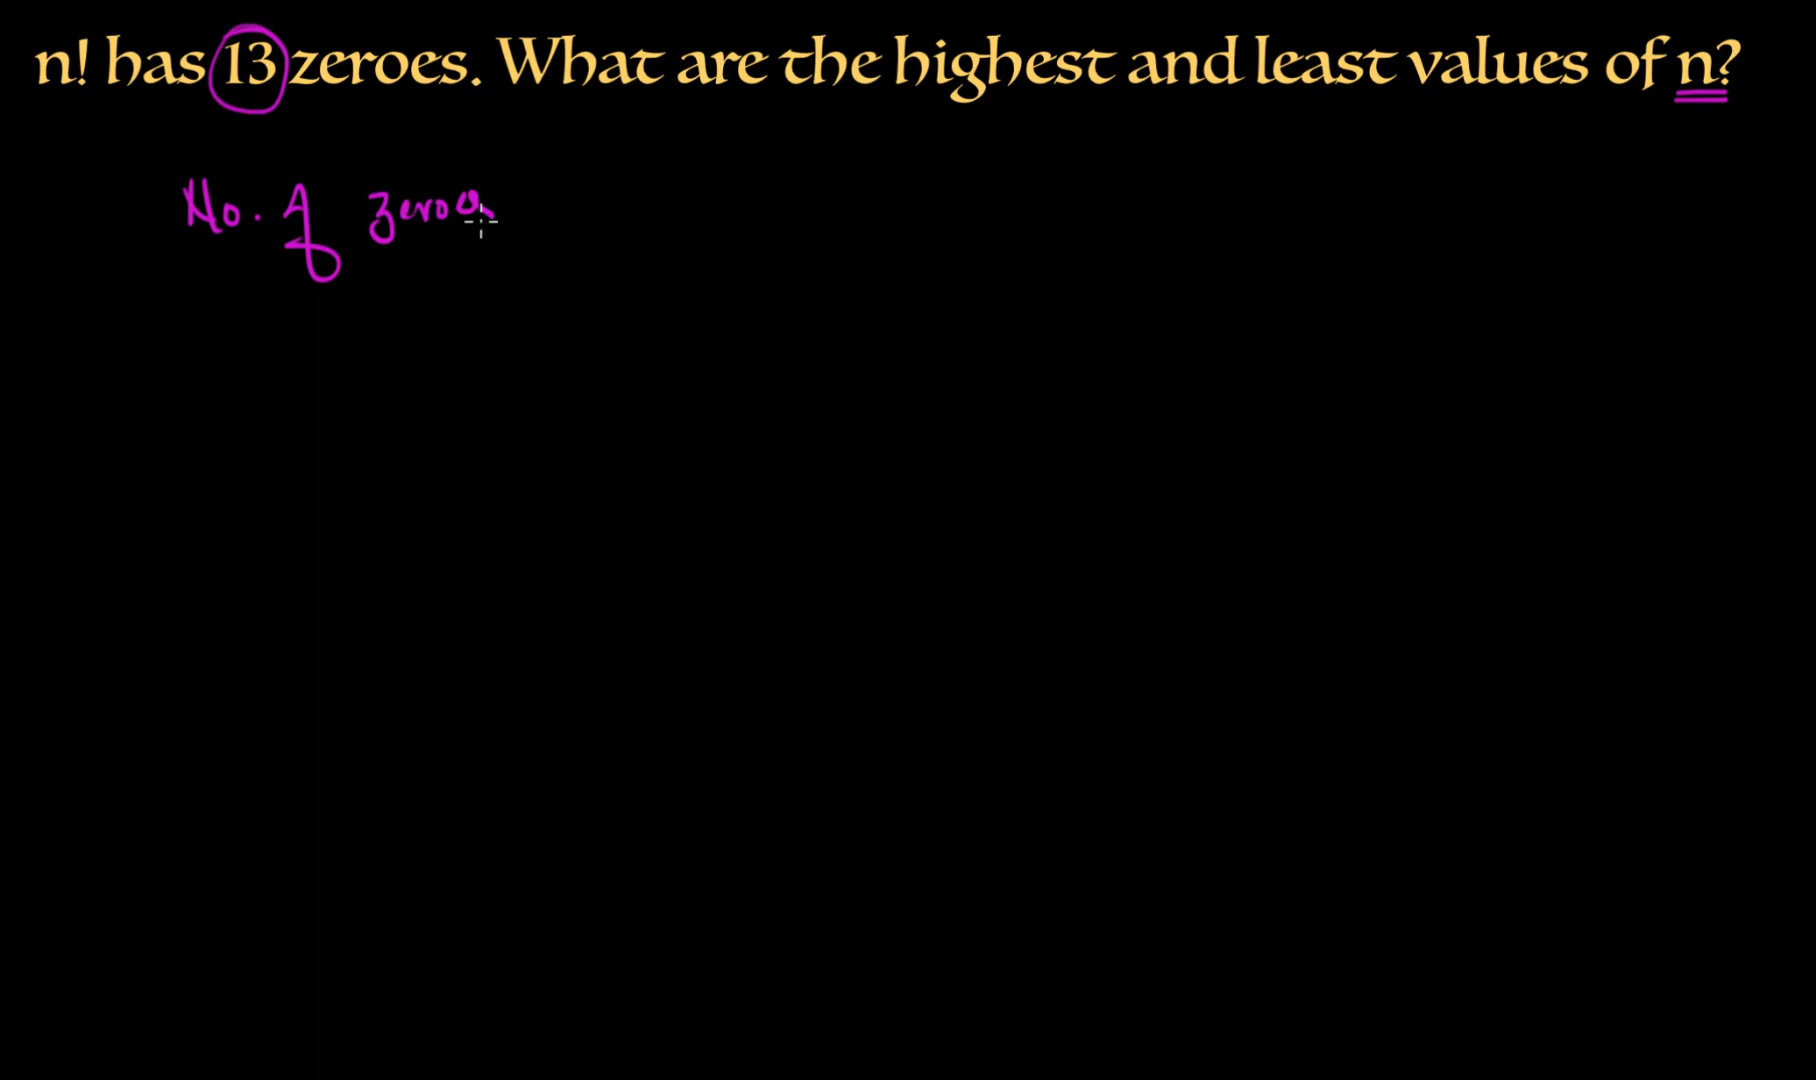 n! has 13 zeroes. What are the highest and least values of n?
No. of zeroes